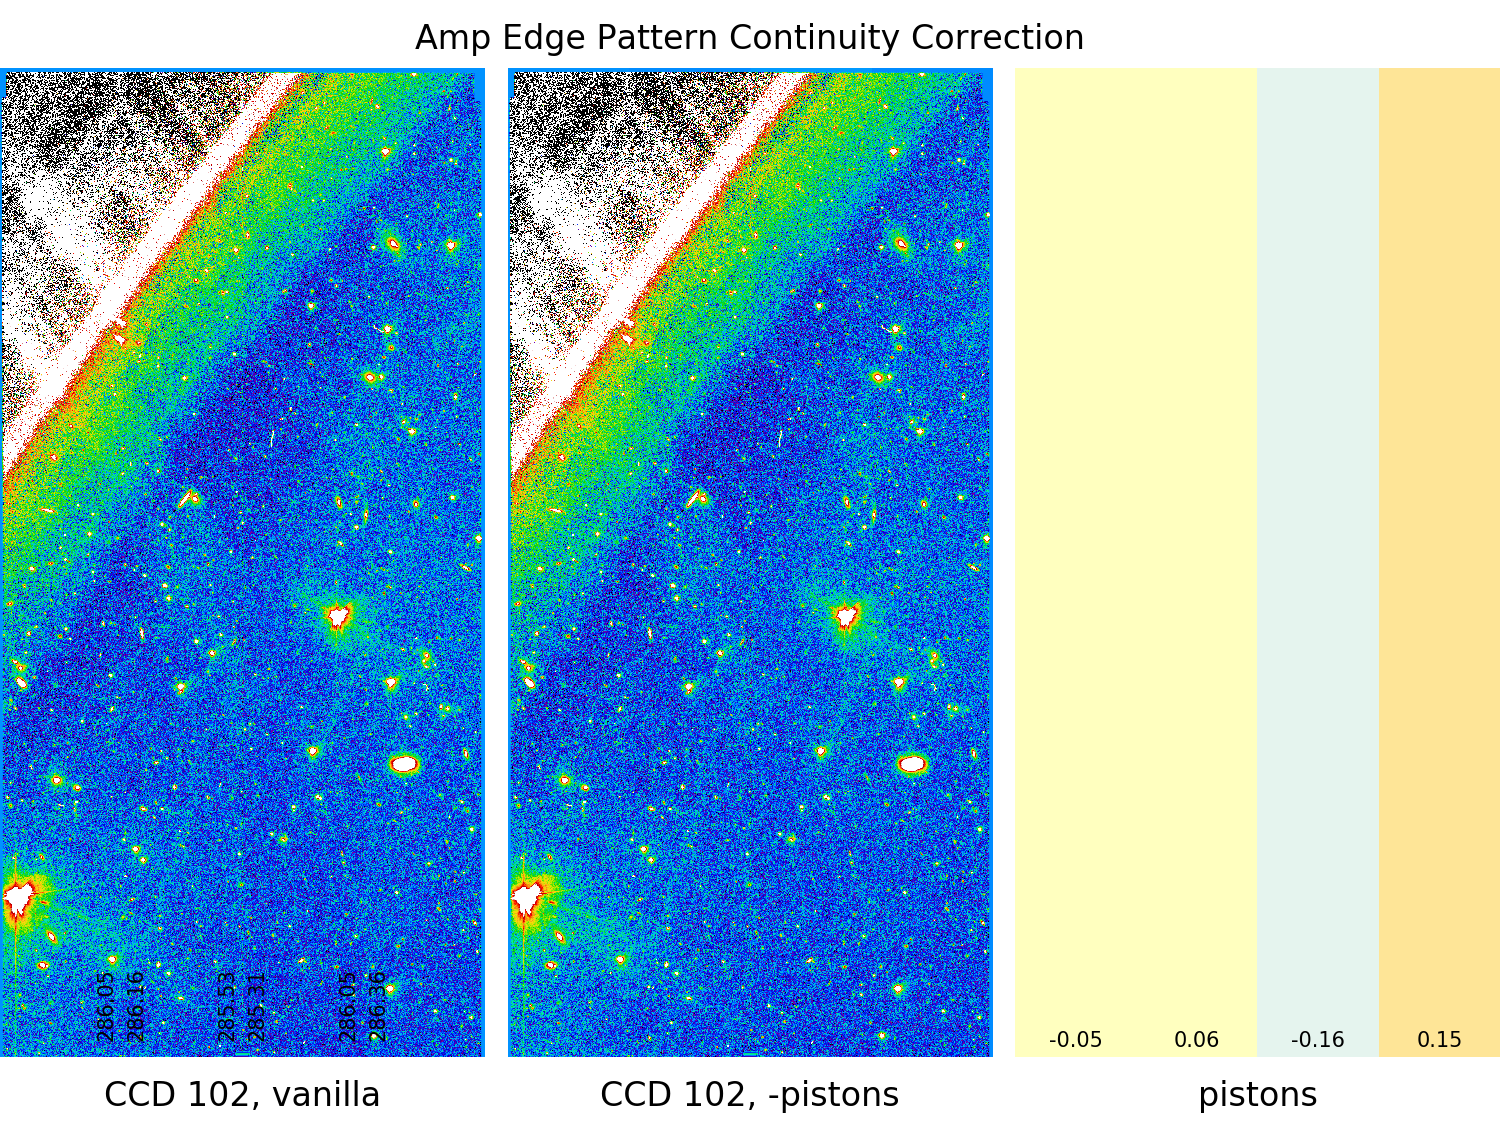 Amp Edge Pattern Continuity Correction
286.05
286.16
285.53
285.31
286.05
286.36
-0.05 0.06 -0.16 0.15
CCD 102, vanilla CCD 102, -pistons pistons